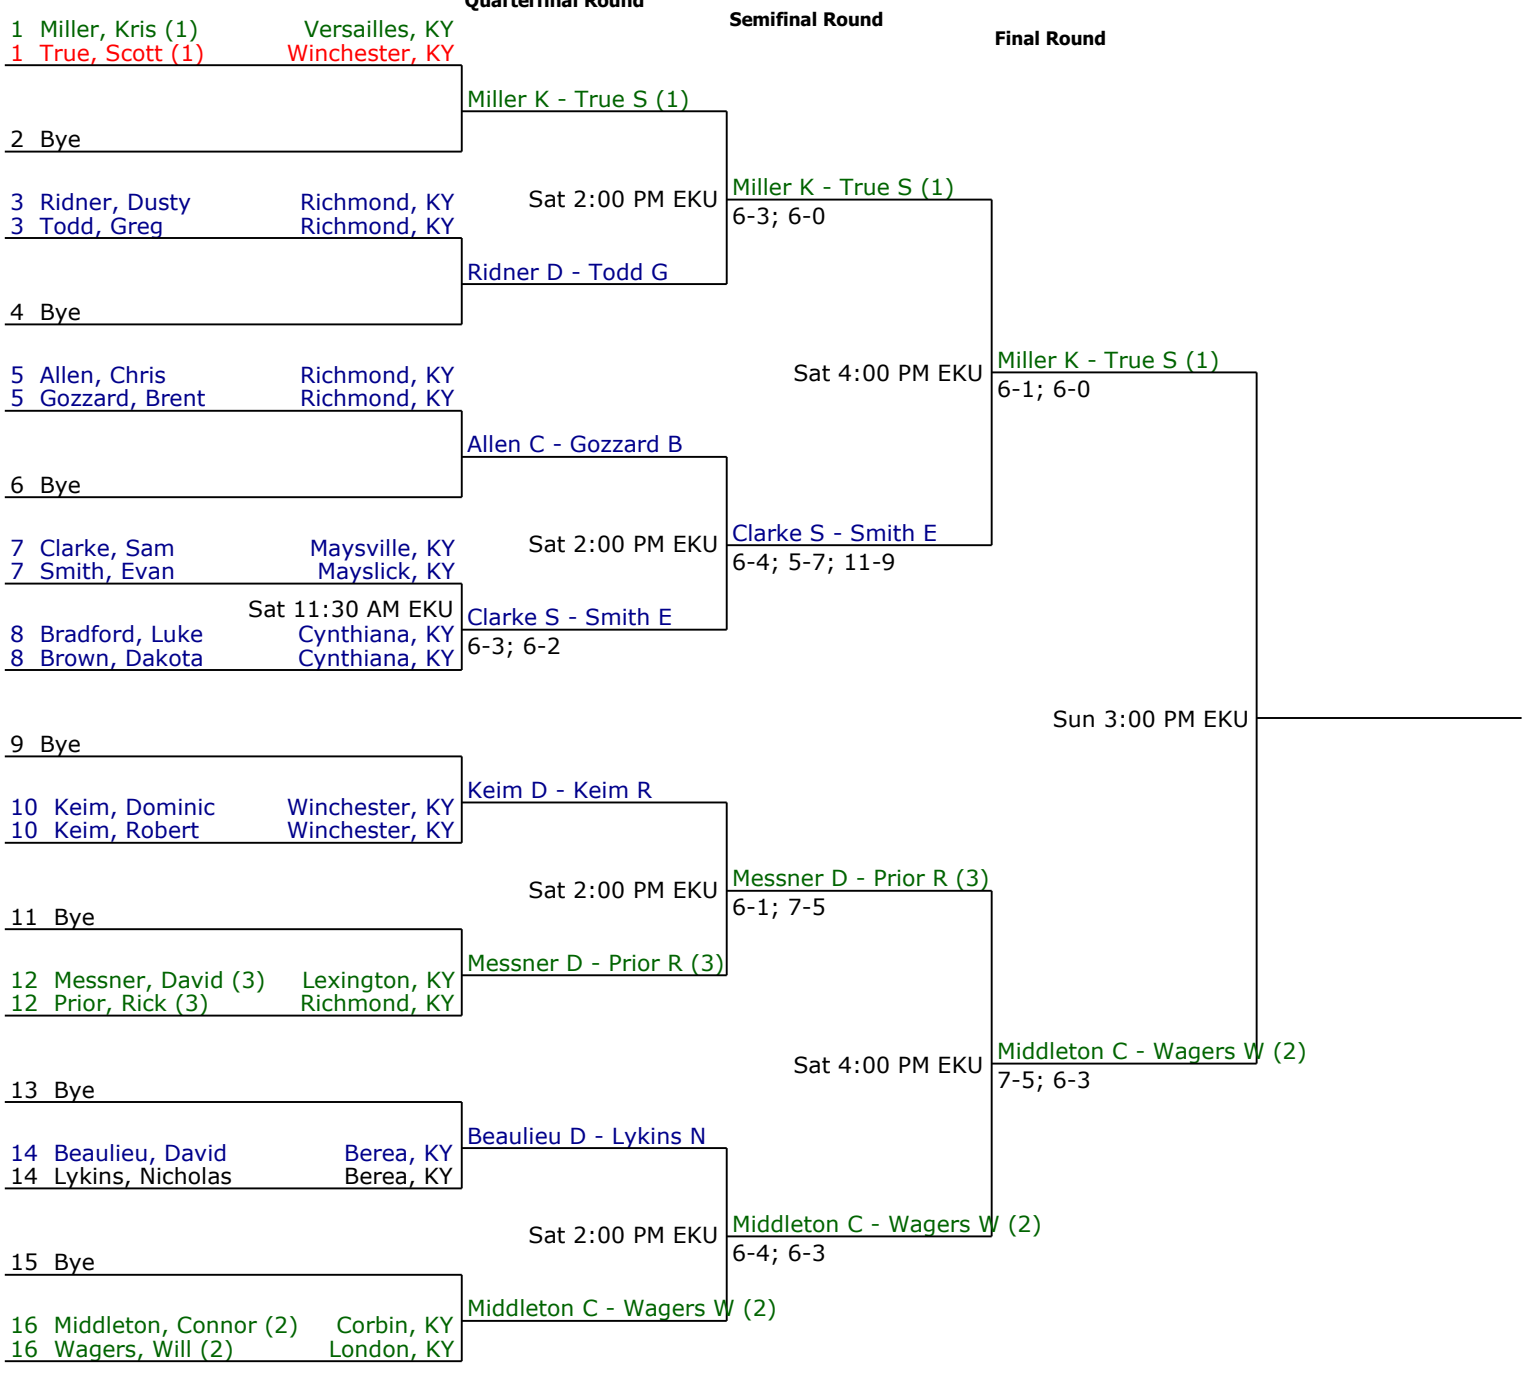 Quarterfinal Round
Semifinal Round
Final Round
1 Miller, Kris (1) Versailles, KY
1 True, Scott (1) Winchester, KY
Miller K - True S (1)
2 Bye
Sat 2:00 PM EKU
Miller K - True S (1)
6-3; 6-0
3 Ridner, Dusty Richmond, KY
3 Todd, Greg Richmond, KY
Ridner D - Todd G
4 Bye
Sat 4:00 PM EKU
Miller K - True S (1)
6-1; 6-0
5 Allen, Chris Richmond, KY
5 Gozzard, Brent Richmond, KY
Allen C - Gozzard B
6 Bye
Sat 2:00 PM EKU
Clarke S - Smith E
6-4; 5-7; 11-9
7 Clarke, Sam Maysville, KY
7 Smith, Evan Mayslick, KY
Sat 11:30 AM EKU
Clarke S - Smith E
6-3; 6-2
8 Bradford, Luke Cynthiana, KY
8 Brown, Dakota Cynthiana, KY
Sun 3:00 PM EKU
9 Bye
Keim D - Keim R
10 Keim, Dominic Winchester, KY
10 Keim, Robert Winchester, KY
Sat 2:00 PM EKU
Messner D - Prior R (3)
6-1; 7-5
11 Bye
Messner D - Prior R (3)
12 Messner, David (3) Lexington, KY
12 Prior, Rick (3) Richmond, KY
Sat 4:00 PM EKU
Middleton C - Wagers W (2)
7-5; 6-3
13 Bye
Beaulieu D - Lykins N
14 Beaulieu, David Berea, KY
14 Lykins, Nicholas Berea, KY
Sat 2:00 PM EKU
Middleton C - Wagers W (2)
6-4; 6-3
15 Bye
Middleton C - Wagers W (2)
16 Middleton, Connor (2) Corbin, KY
16 Wagers, Will (2) London, KY